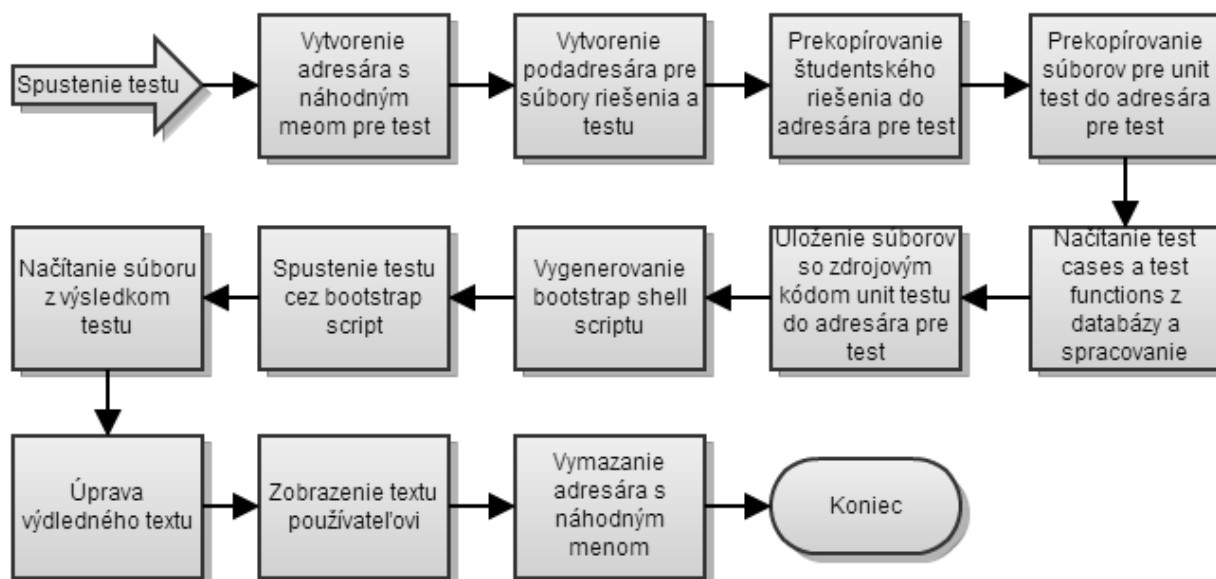 Spustenie testu
Vytvorenie
adresára s
náhodným
meom pre test
Vytvorenie
podadresára pre
súbory riešenia a
testu
Prekopírovanie
študentského
riešenia do
adresára pre test
Prekopírovanie
súborov pre unit
test do adresára
pre test
Načítanie test
cases a test
functions z
databázy a
spracovanie
Uloženie súborov
so zdrojovým
kódom unit testu
do adresára pre
test
Vygenerovanie
bootstrap shell
scriptu
Spustenie testu
cez bootstrap
script
Načítanie súboru
z výsledkom
testu
Úprava
výdledného textu
Zobrazenie textu
používateľovi
Vymazanie
adresára s
náhodným
menom
Koniec